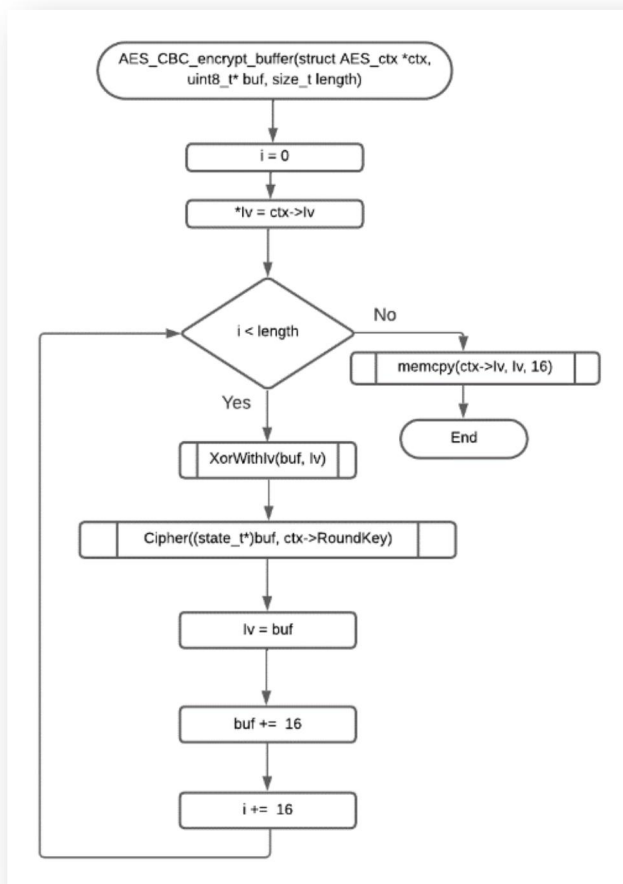 AES_CBC_encrypt_buffer(struct AES_ctx *ctx,
uint8_t* buf, size_t length)
i = 0
*Iv = ctx->Iv
i < length
No
memcpy(ctx->Iv, Iv, 16)
End
Yes
XorWithIv(buf, Iv)
Cipher((state_t*)buf, ctx->RoundKey)
Iv = buf
buf += 16
i += 16